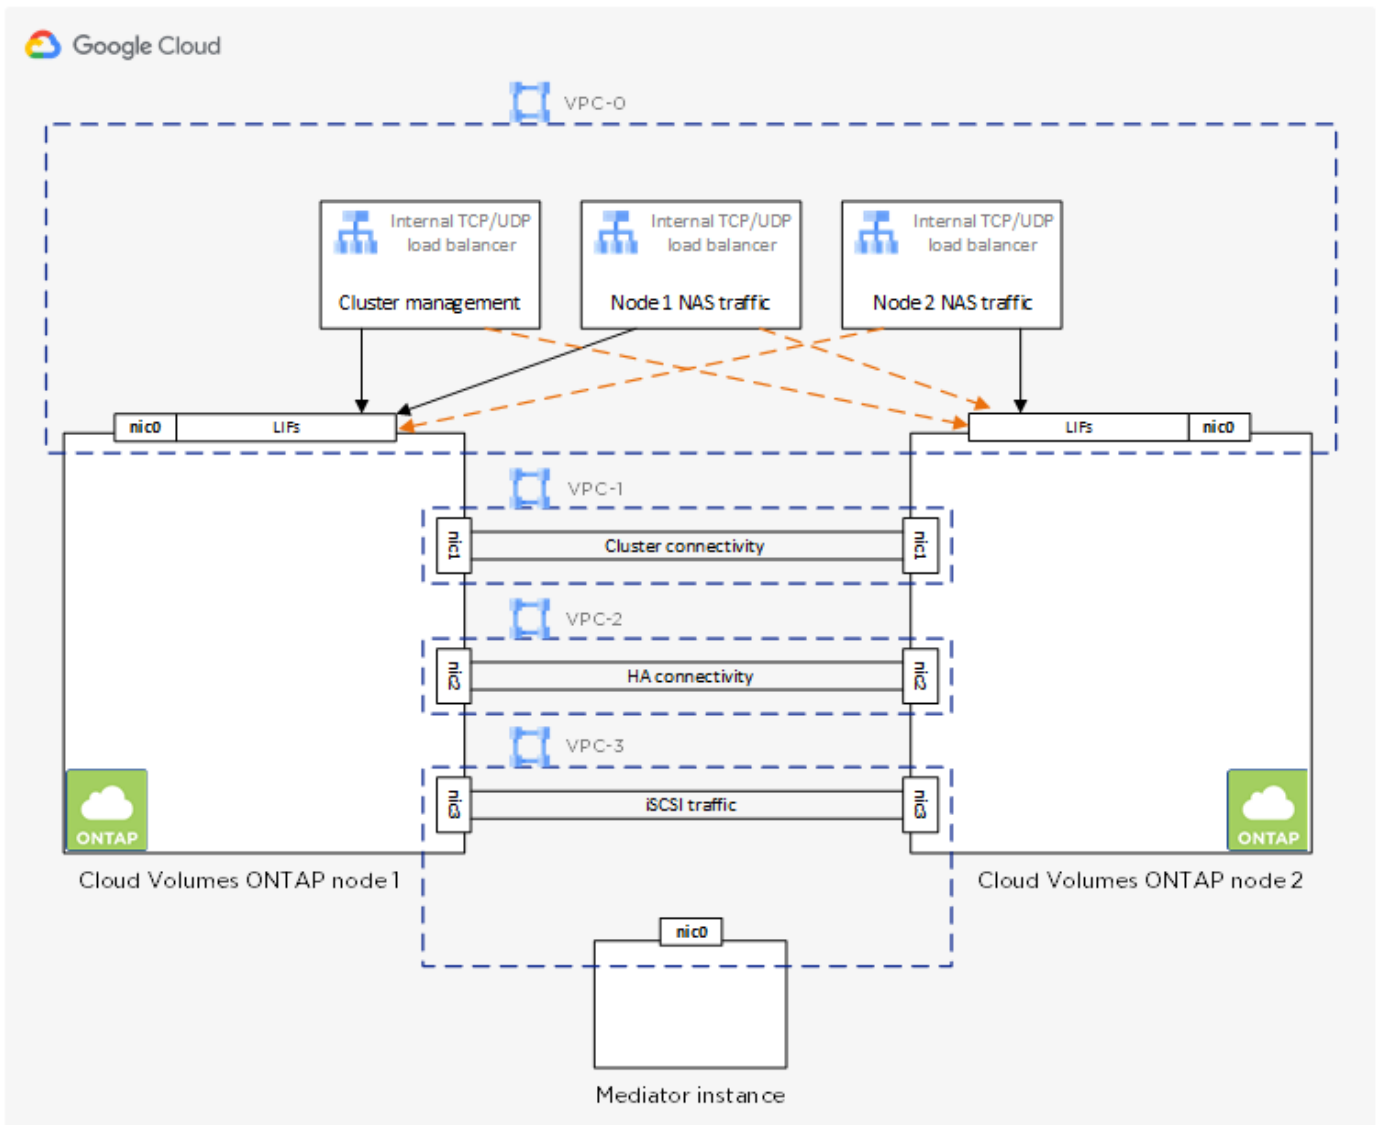 Google Cloud
VPC-0
Internal TCP/UDP
load balancer
Cluster management
Internal TCP/UDP
load balancer
Node 1 NAS traffic
Internal TCP/UDP
load balancer
Node 2 NAS traffic
nic0
LIFs
LIFs
nic0
VPC-1
nic1
Cluster connectivity
nic1
VPC-2
nic2
HA connectivity
nic2
VPC-3
nic3
iSCSI traffic
nic3
ONTAP
ONTAP
Cloud Volumes ONTAP node 1
Cloud Volumes ONTAP node 2
nic0
Mediator instance